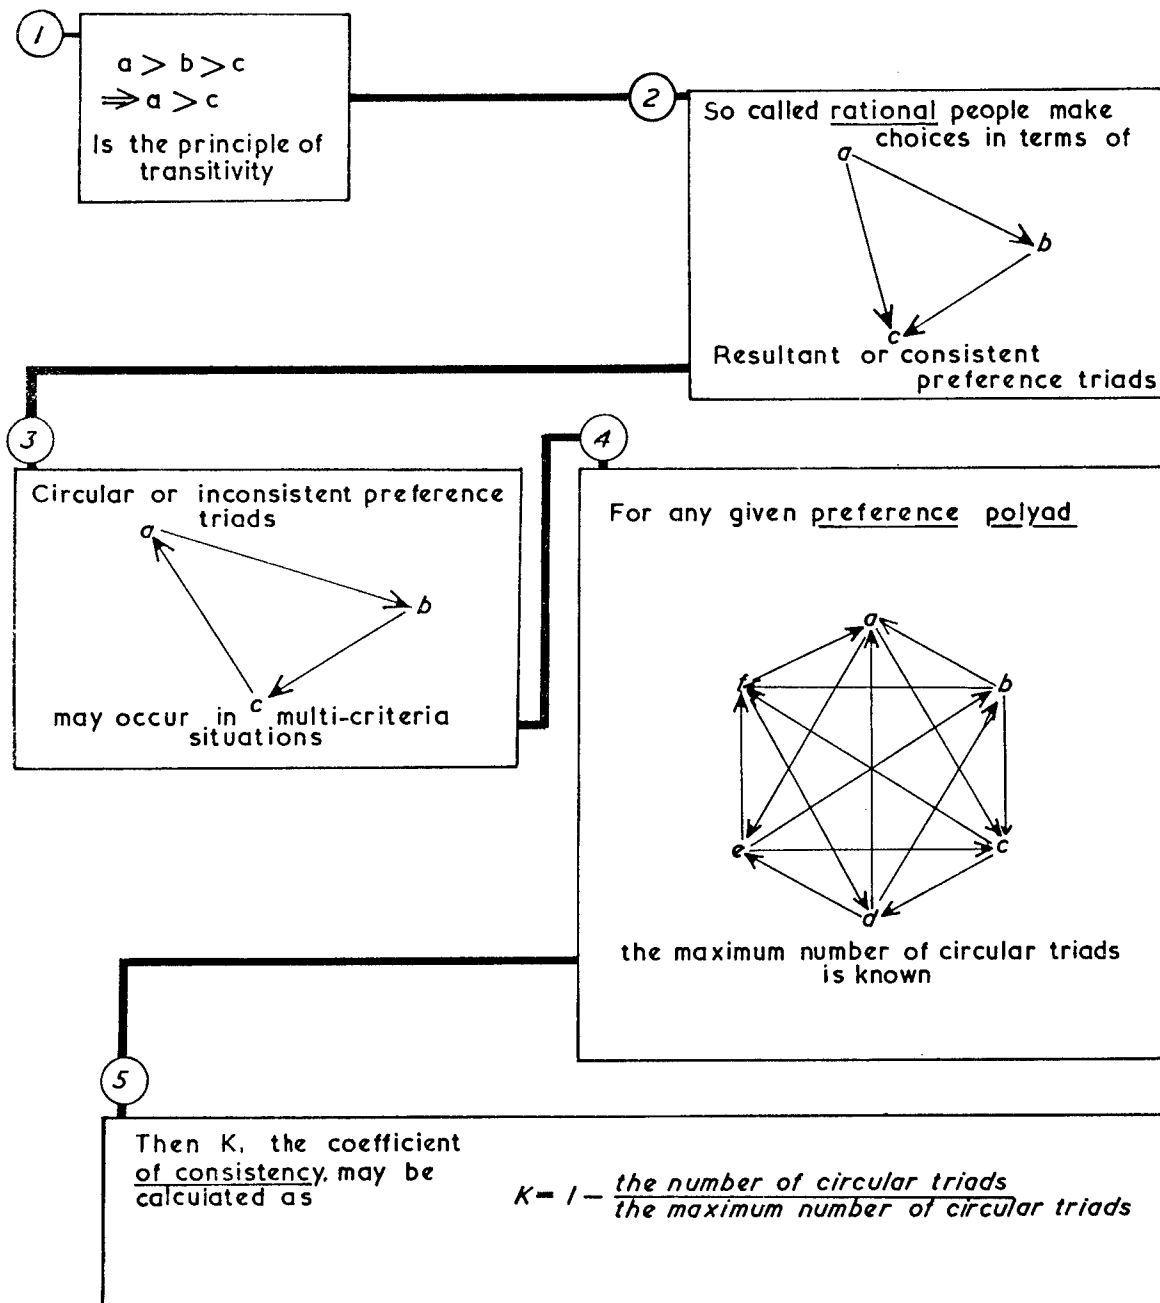 1
a > b > c
⇒ a > c
Is the principle of
transitivity
2
So called rational people make
choices in terms of
a
b
c
Resultant or consistent
preference triads
3
Circular or inconsistent preference
triads
a
b
c
may occur in multi-criteria
situations
4
For any given preference polyad
a
f
b
e
c
d
the maximum number of circular triads
is known
5
Then K, the coefficient
of consistency, may be
calculated as
K = 1 - the number of circular triads
the maximum number of circular triads